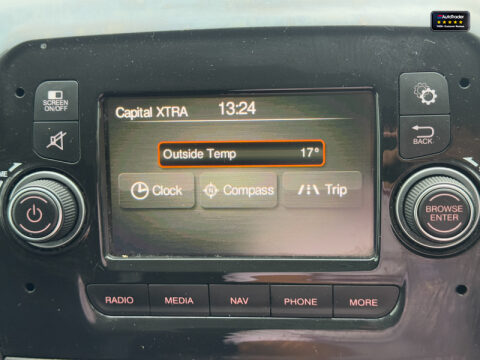 AutoTrader
SCREEN
ON/OFF
Capital XTRA
13:24
Outside Temp 17°
Clock
Compass
Trip
BACK
BROWSE
ENTER
RADIO
MEDIA
NAV
PHONE
MORE